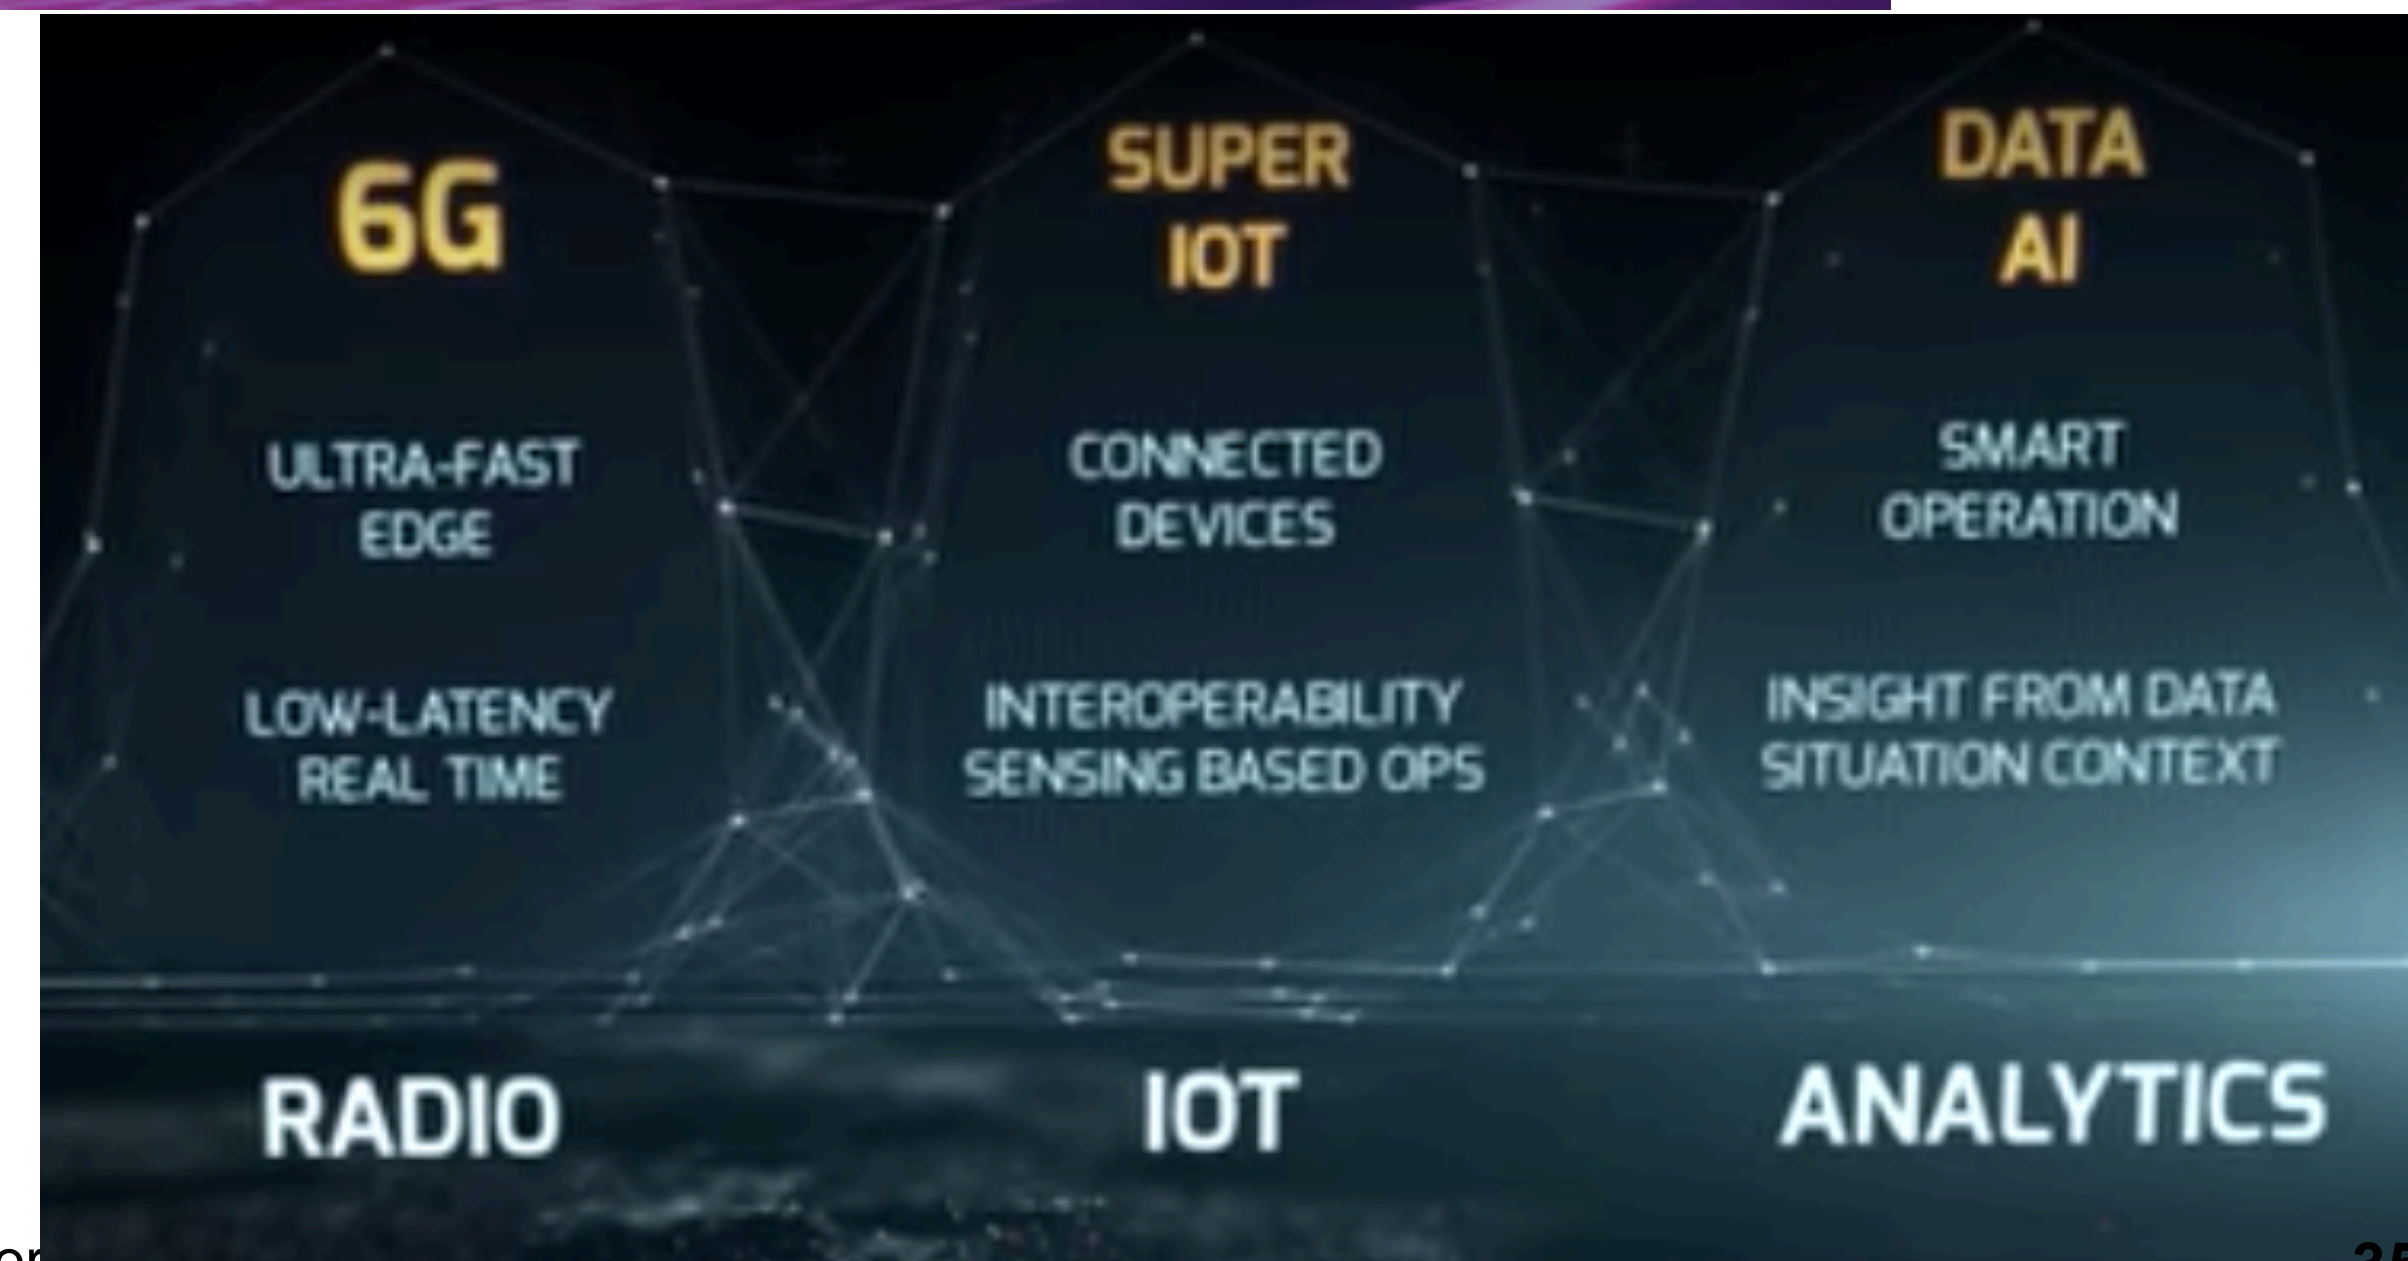 6G
ULTRA-FAST
EDGE
LOW-LATENCY
REAL TIME
RADIO
SUPER
IOT
CONNECTED
DEVICES
INTEROPERABILITY
SENSING BASED OPS
IOT
DATA
AI
SMART
OPERATION
INSIGHT FROM DATA
SITUATION CONTEXT
ANALYTICS